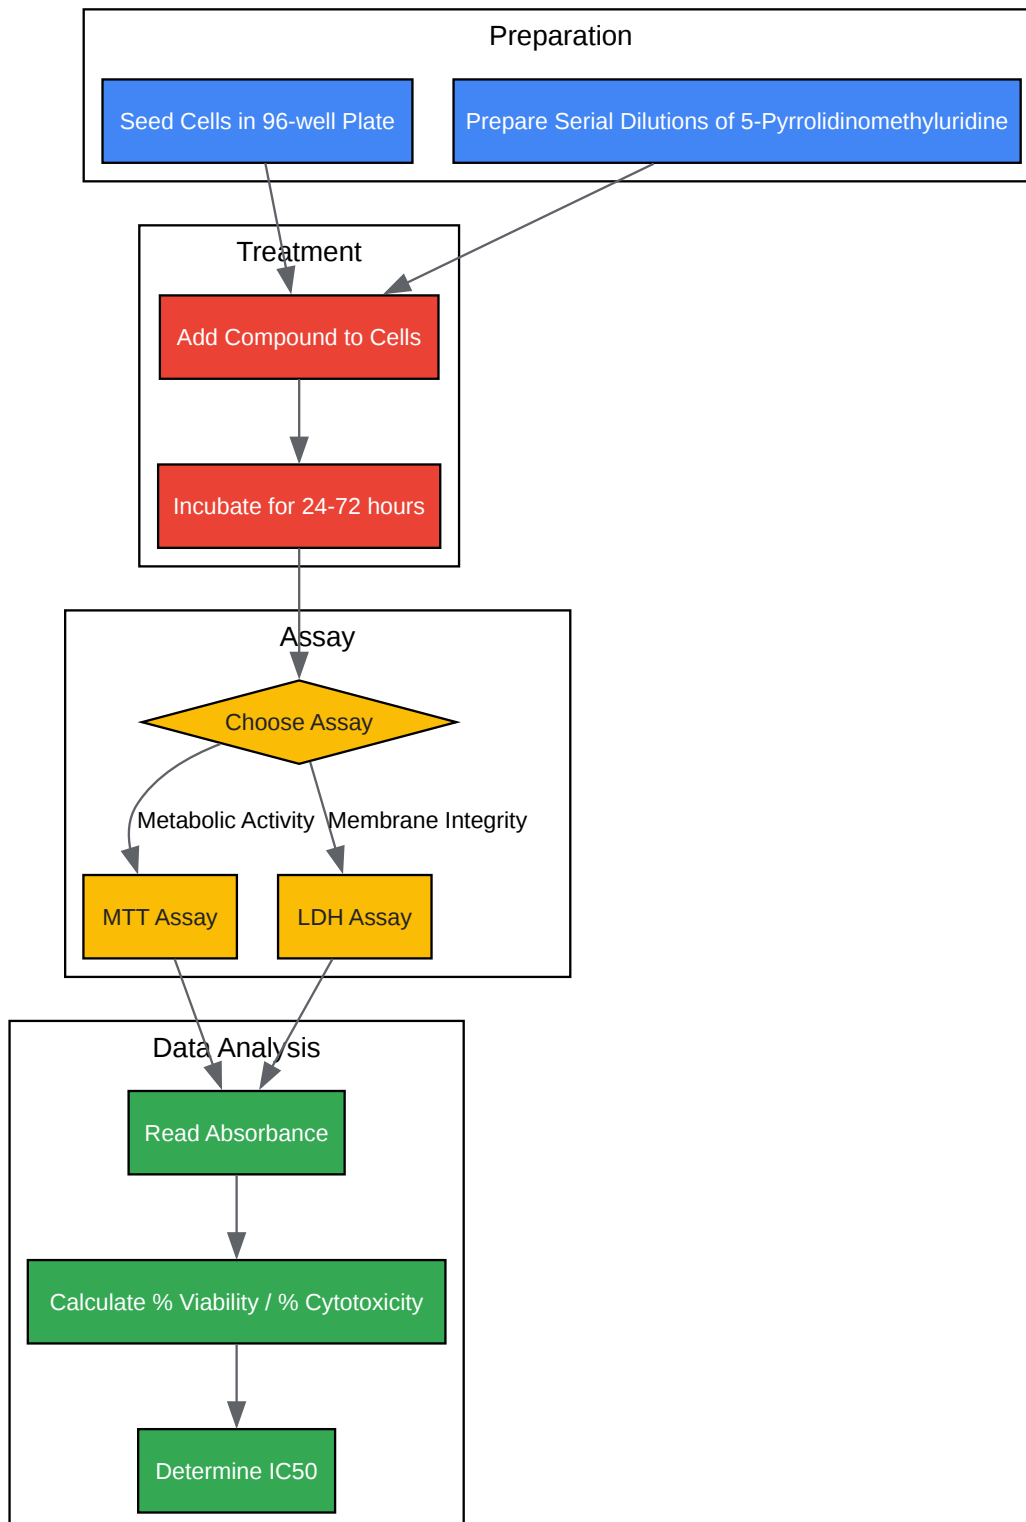 Preparation
Seed Cells in 96-well Plate
Prepare Serial Dilutions of 5-Pyrrolidinomethyluridine
Treatment
Add Compound to Cells
Incubate for 24-72 hours
Assay
Choose Assay
Metabolic Activity
Membrane Integrity
MTT Assay
LDH Assay
Data Analysis
Read Absorbance
Calculate % Viability / % Cytotoxicity
Determine IC50